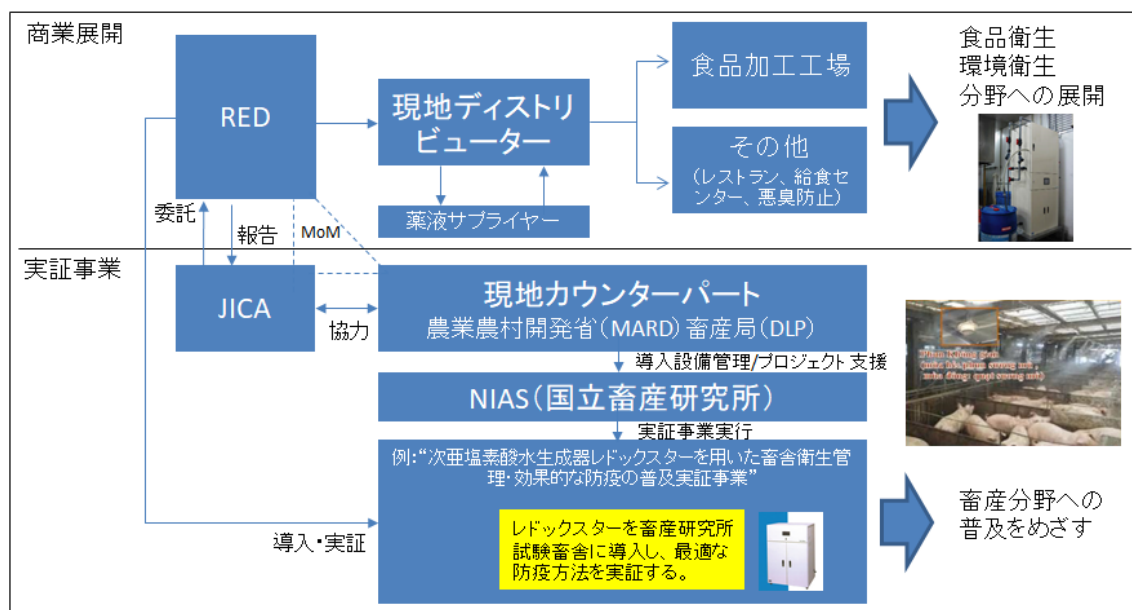 商業展開
RED
現地ディストリ
ビューター
薬液サプライヤー
食品加工工場
その他
(レストラン、給食セ
ンター、悪臭防止)
食品衛生
環境衛生
分野への展開
委託
報告
MoM
実証事業
JICA
協力
現地カウンターパート
農業農村開発省(MARD)畜産局(DLP)
導入設備管理/プロジェクト支援
NIAS(国立畜産研究所)
実証事業実行
例:“次亜塩素酸水生成器レドックスターを用いた畜舎衛生管
理・効果的な防疫の普及実証事業”
レドックスターを畜産研究所
試験畜舎に導入し、最適な
防疫方法を実証する。
導入・実証
Phun kháng sinh
畜産分野への
普及をめざす